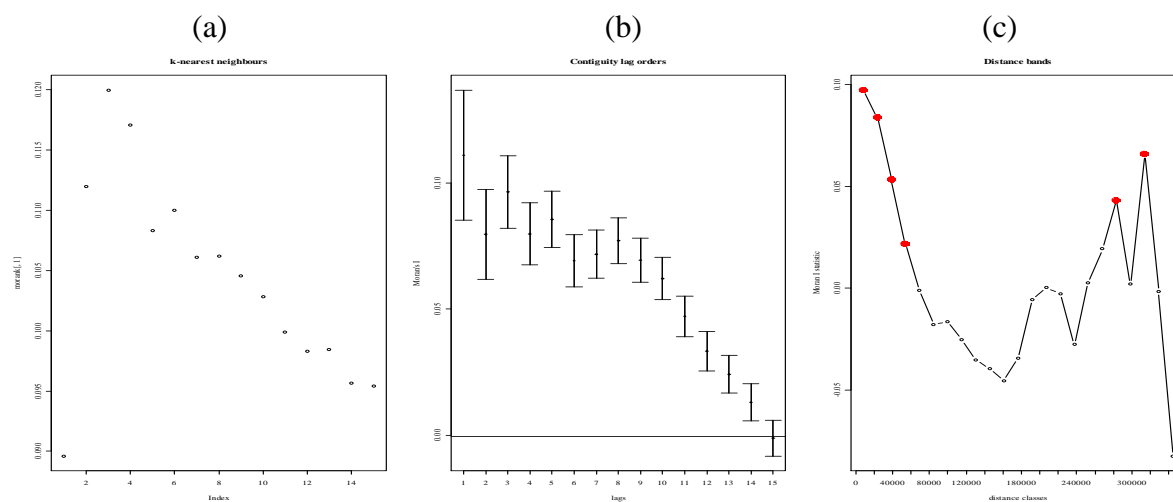 (a)
k-nearest neighbours
0.120
0.115
0.110
0.105
0.100
0.095
0.090
morank[, 1]
2 4 6 8 10 12 14
Index
(b)
Contiguity lag orders
0.10
0.05
0.00
Moran's I
1 2 3 4 5 6 7 8 9 10 11 12 13 14 15
lags
(c)
Distance bands
0.10
0.05
0.00
-0.05
Moran I statistic
0 40000 80000 180000 240000 300000
distance classes